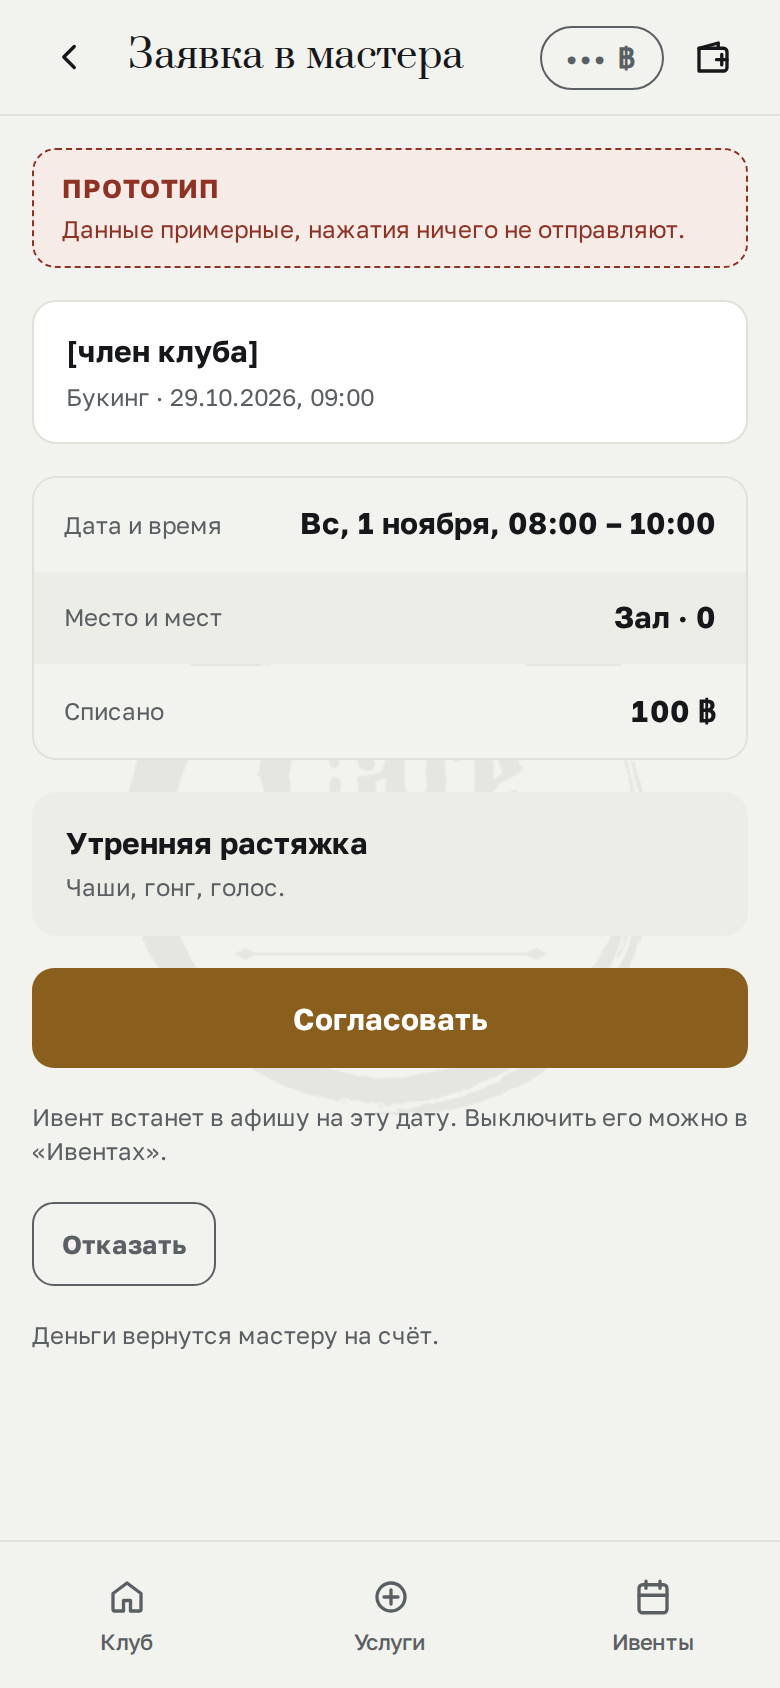 Заявка в мастера
••• ฿
ПРОТОТИП
Данные примерные, нажатия ничего не отправляют.
[член клуба]
Букинг · 29.10.2026, 09:00
Дата и время
Вс, 1 ноября, 08:00 – 10:00
Место и мест
Зал · 0
Списано
100 ฿
Утренняя растяжка
Чаши, гонг, голос.
Согласовать
Ивент встанет в афишу на эту дату. Выключить его можно в
«Ивентах».
Отказать
Деньги вернутся мастеру на счёт.
Клуб
Услуги
Ивенты